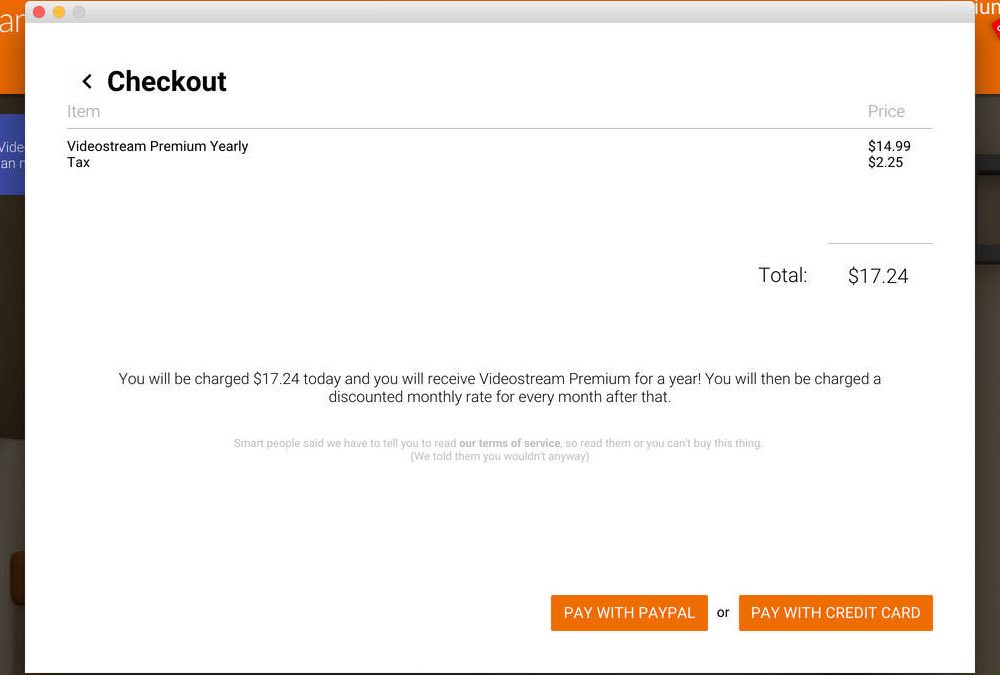 Checkout
Item Price
Videostream Premium Yearly $14.99
Tax $2.25
Total: $17.24
You will be charged $17.24 today and you will receive Videostream Premium for a year! You will then be charged a
discounted monthly rate for every month after that.
Smart people said we have to tell you to read our terms of service, so read them or you can't buy this thing.
(We told them you wouldn't anyway)
PAY WITH PAYPAL or PAY WITH CREDIT CARD